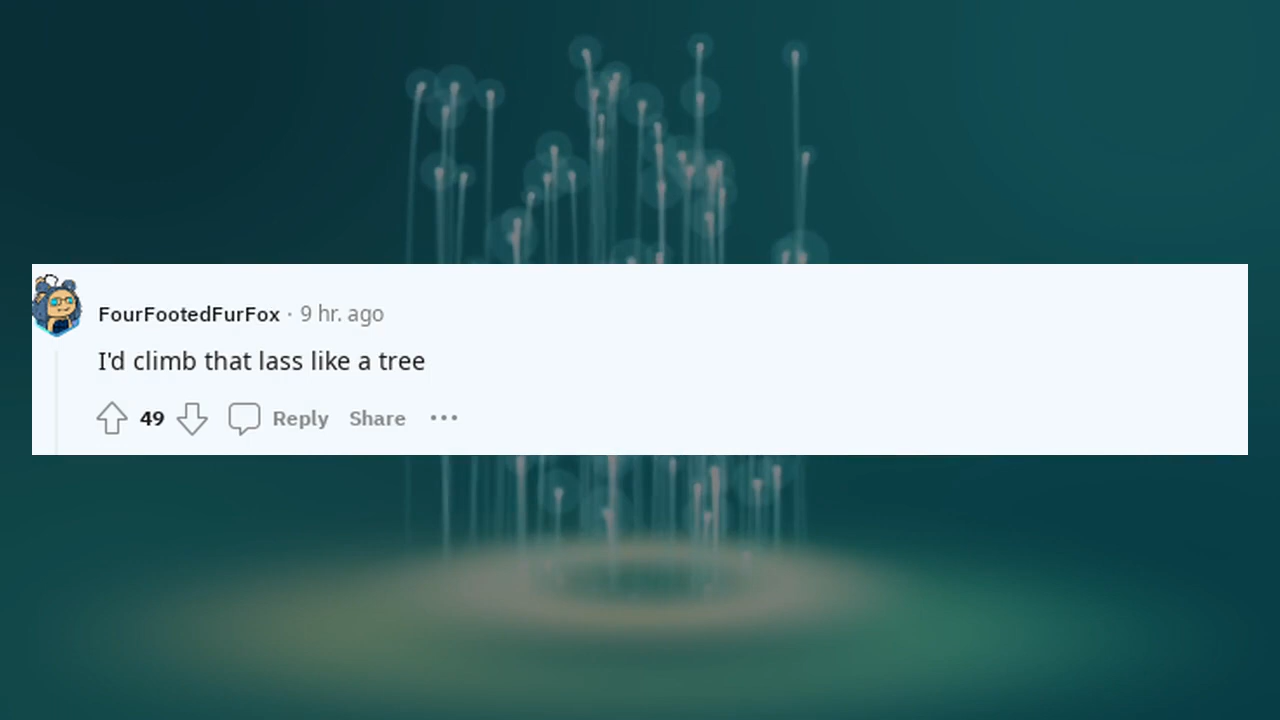 FourFootedFurFox · 9 hr. ago
I'd climb that lass like a tree
49 Reply Share ···